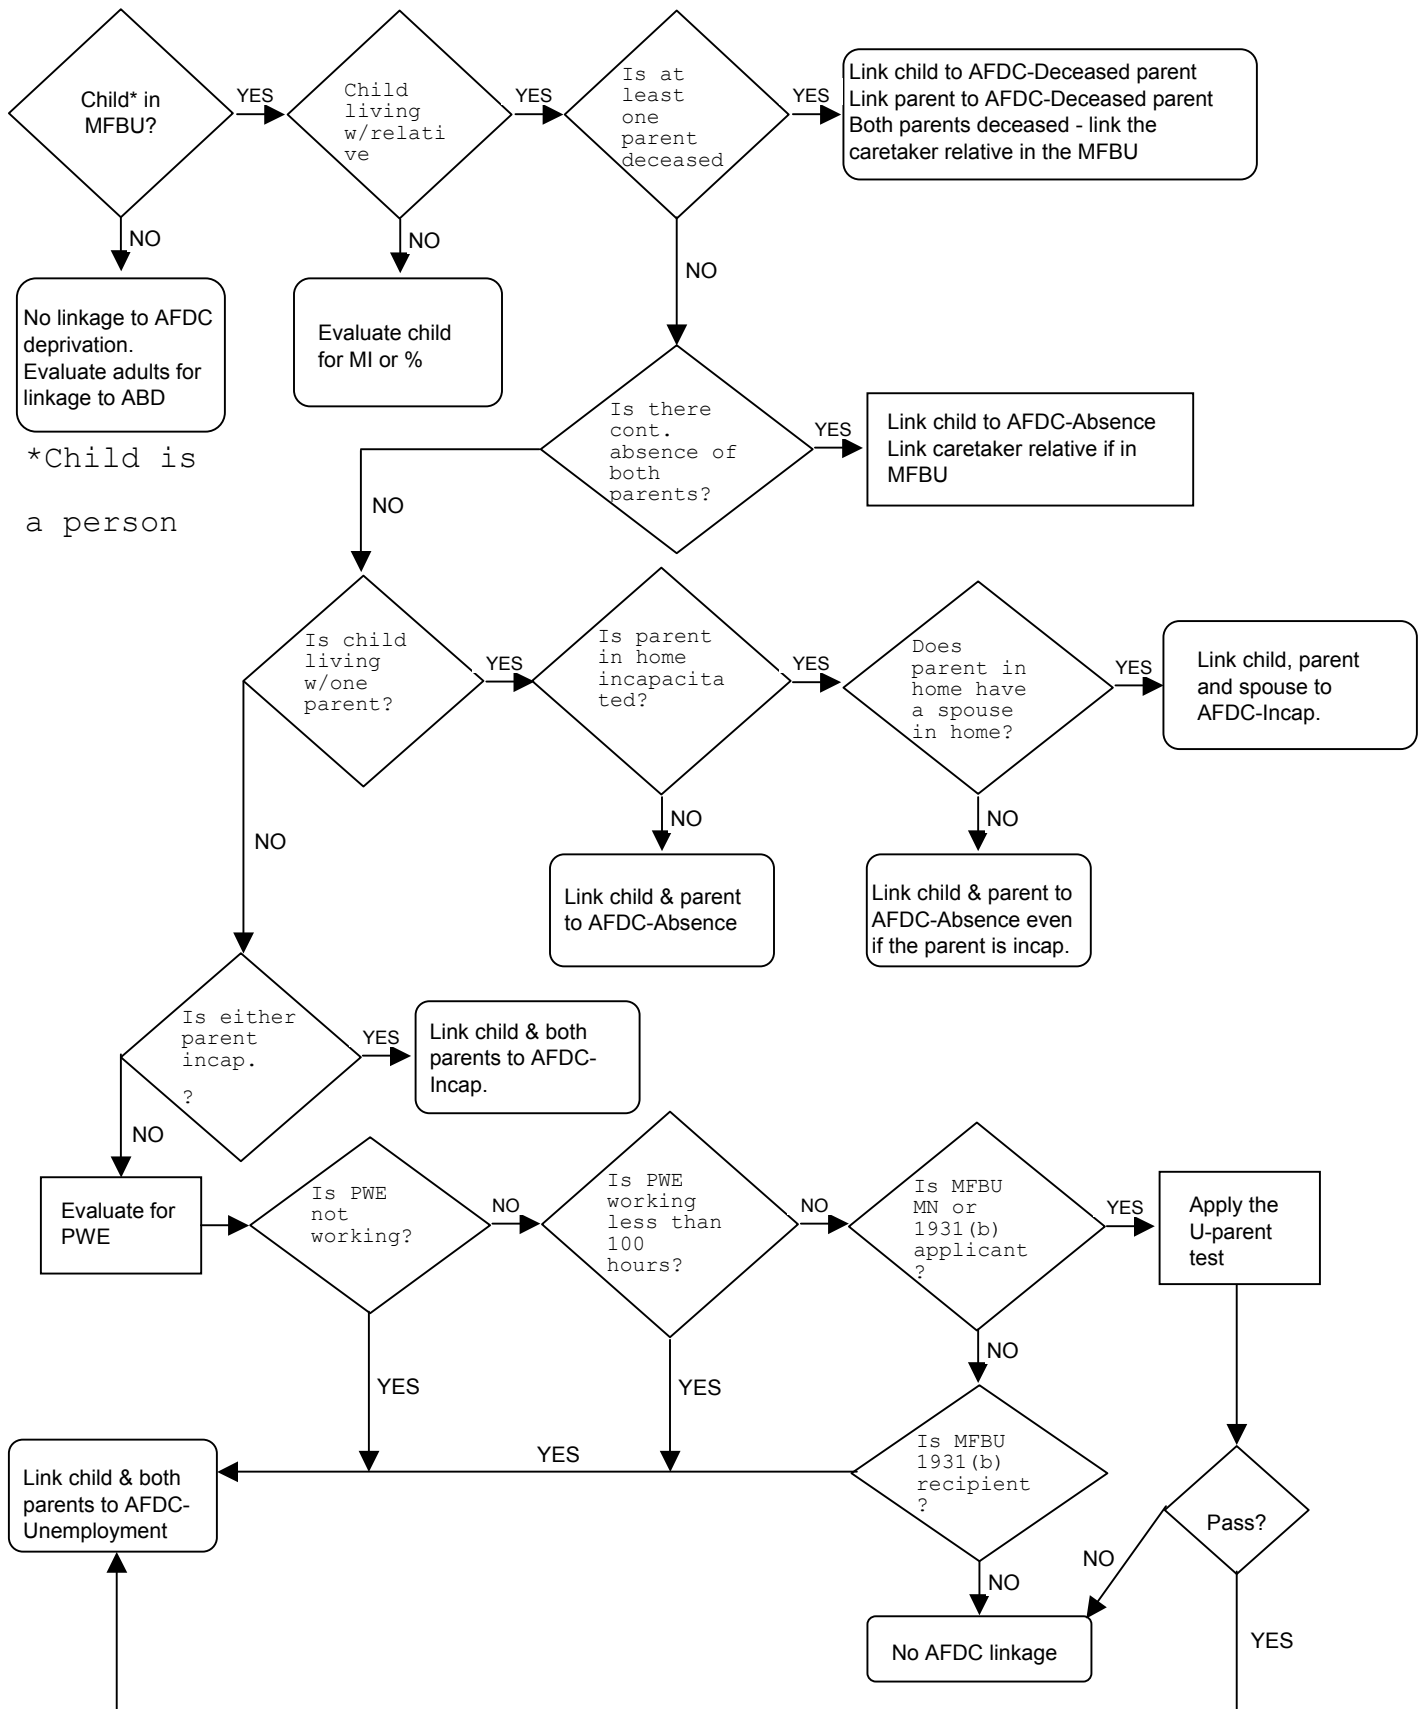 Child* in
MFBU?
YES
Child
living
w/relati
ve
YES
Is at
least
one
parent
deceased
YES
Link child to AFDC-Deceased parent
Link parent to AFDC-Deceased parent
Both parents deceased - link the
caretaker relative in the MFBU
NO
NO
NO
No linkage to AFDC
deprivation.
Evaluate adults for
linkage to ABD
Evaluate child
for MI or %
*Child is
a person
Is there
cont.
absence of
both
parents?
YES
Link child to AFDC-Absence
Link caretaker relative if in
MFBU
NO
Is child
living
w/one
parent?
YES
Is parent
in home
incapacita
ted?
YES
Does
parent in
home have
a spouse
in home?
YES
Link child, parent
and spouse to
AFDC-Incap.
NO
NO
NO
Link child & parent
to AFDC-Absence
Link child & parent to
AFDC-Absence even
if the parent is incap.
Is either
parent
incap.
?
YES
Link child & both
parents to AFDC-
Incap.
NO
Evaluate for
PWE
Is PWE
not
working?
NO
Is PWE
working
less than
100
hours?
NO
Is MFBU
MN or
1931(b)
applicant
?
YES
Apply the
U-parent
test
YES
YES
NO
Is MFBU
1931(b)
recipient
?
YES
Link child & both
parents to AFDC-
Unemployment
Pass?
NO
NO
No AFDC linkage
YES